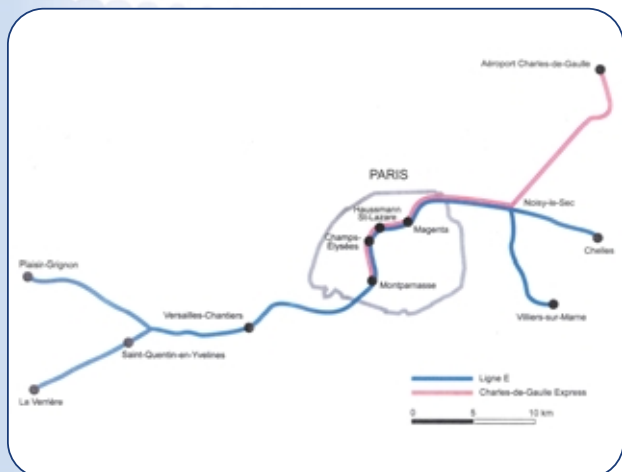 Aéroport Charles-de-Gaulle
PARIS
Haussmann
St-Lazare
Noisy-le-Sec
Magenta
Champs-
Elysées
Chelles
Plaisir-Grignon
Montparnasse
Versailles-Chantiers
Villiers-sur-Marne
Saint-Quentin-en-Yvelines
La Verrière
Ligne E
Charles-de-Gaulle Express
0 5 10 km